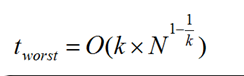 t_worst = O(k × N^(1 - 1/k))